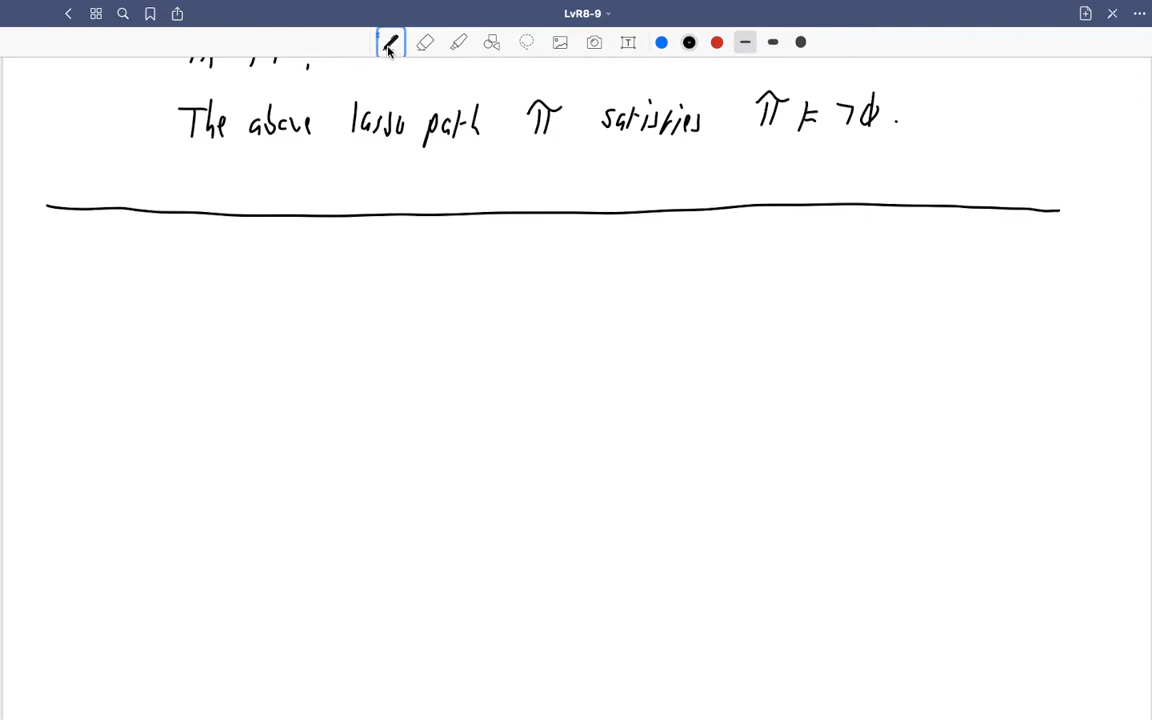 LvR8-9
The above lasso path π satisfies π ⊨ ¬ϕ.